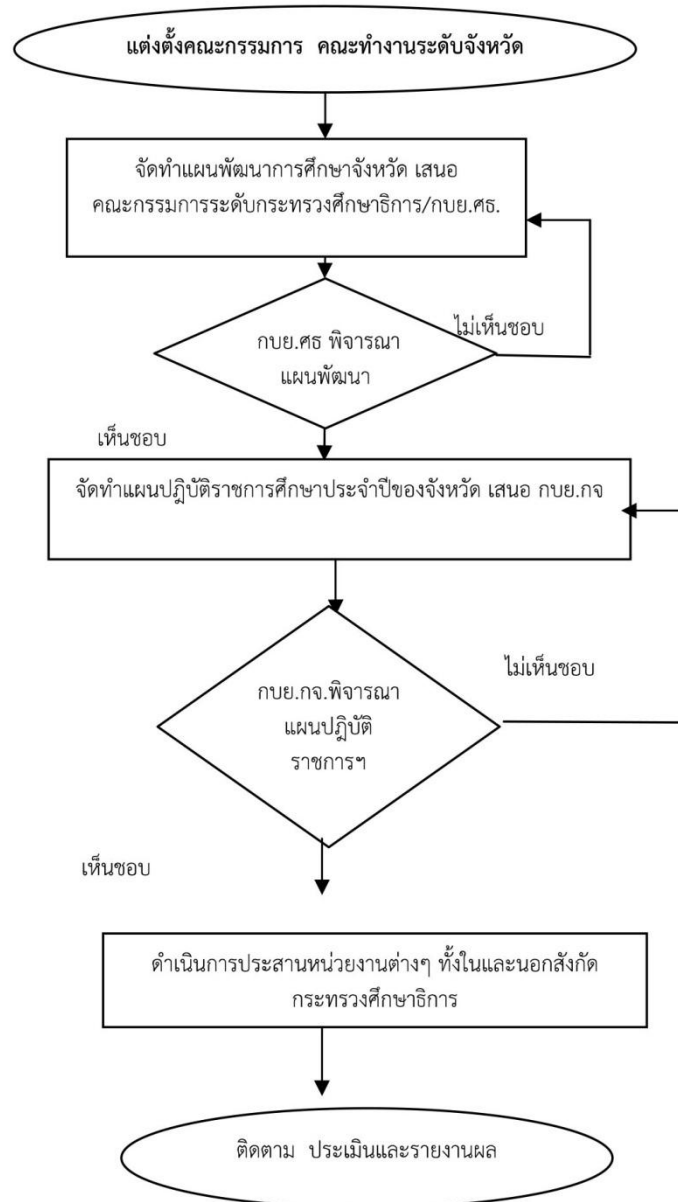 แต่งตั้งคณะกรรมการ คณะทำงานระดับจังหวัด
จัดทำแผนพัฒนาการศึกษาจังหวัด เสนอ
คณะกรรมการระดับกระทรวงศึกษาธิการ/กบย.ศธ.
ไม่เห็นชอบ
กบย.ศธ พิจารณา
แผนพัฒนา
เห็นชอบ
จัดทำแผนปฎิบัติราชการศึกษาประจำปีของจังหวัด เสนอ กบย.กจ
ไม่เห็นชอบ
กบย.กจ.พิจารณา
แผนปฎิบัติ
ราชการฯ
เห็นชอบ
ดำเนินการประสานหน่วยงานต่างๆ ทั้งในและนอกสังกัด
กระทรวงศึกษาธิการ
ติดตาม ประเมินและรายงานผล